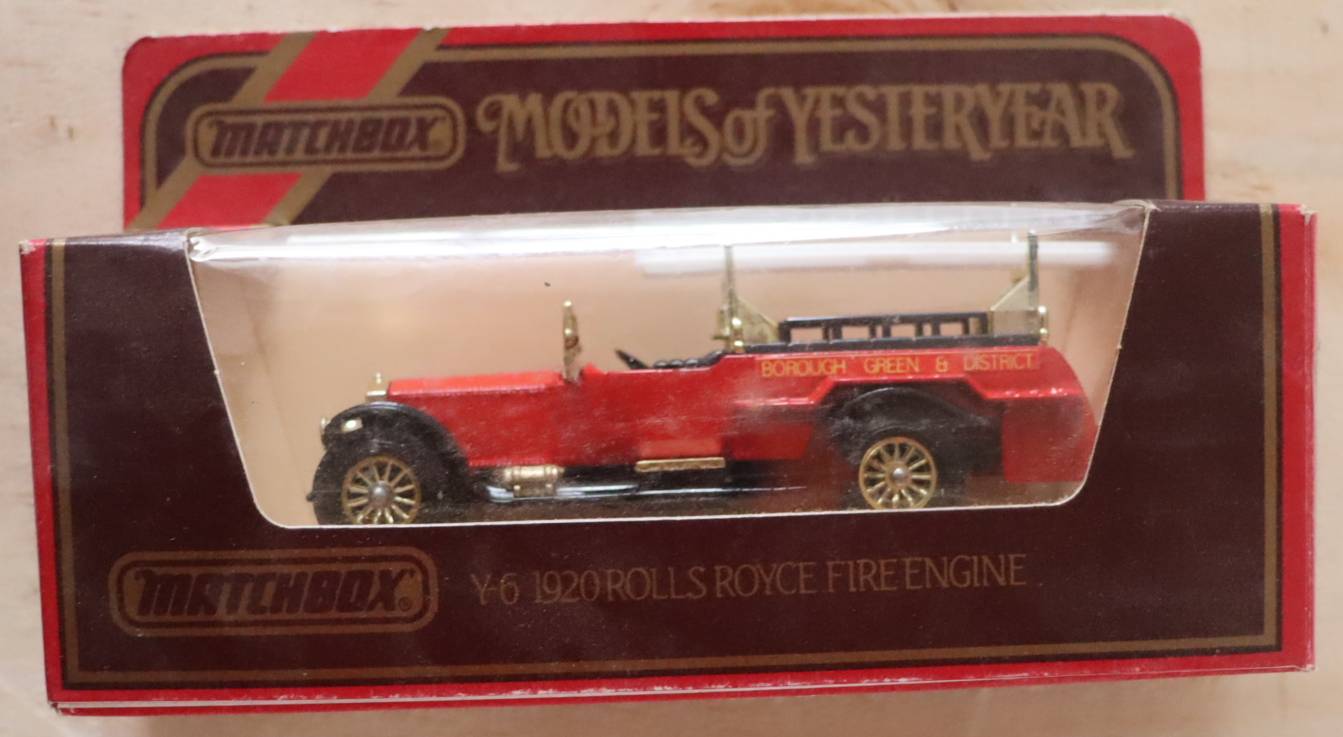 MATCHBOX
MODELS of YESTERYEAR
BOROUGH GREEN & DISTRICT
MATCHBOX®
Y-6 1920 ROLLS ROYCE FIRE ENGINE